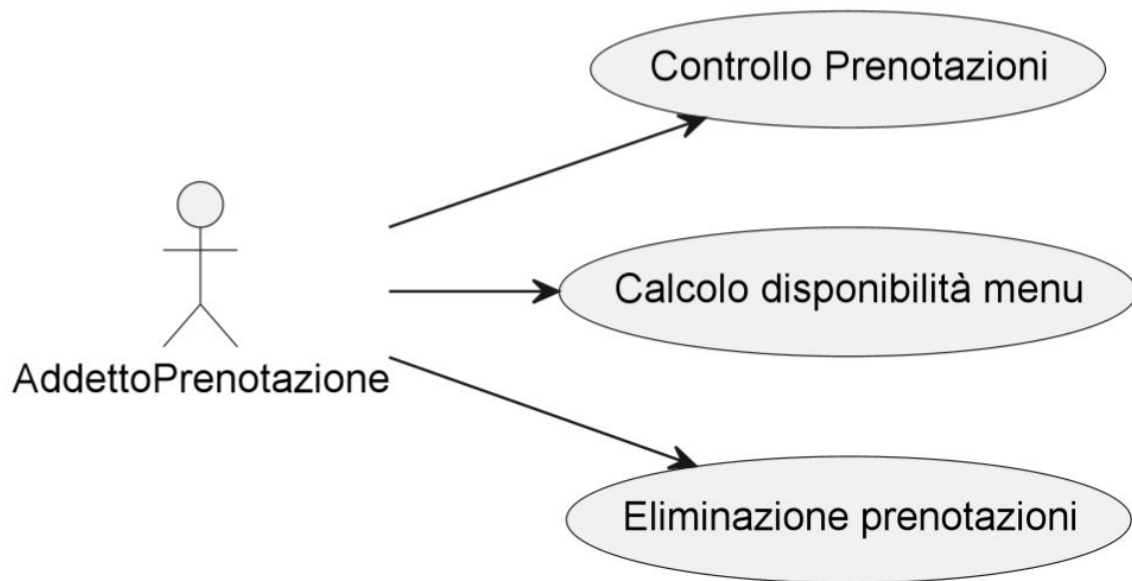 Controllo Prenotazioni
Calcolo disponibilità menu
AddettoPrenotazione
Eliminazione prenotazioni